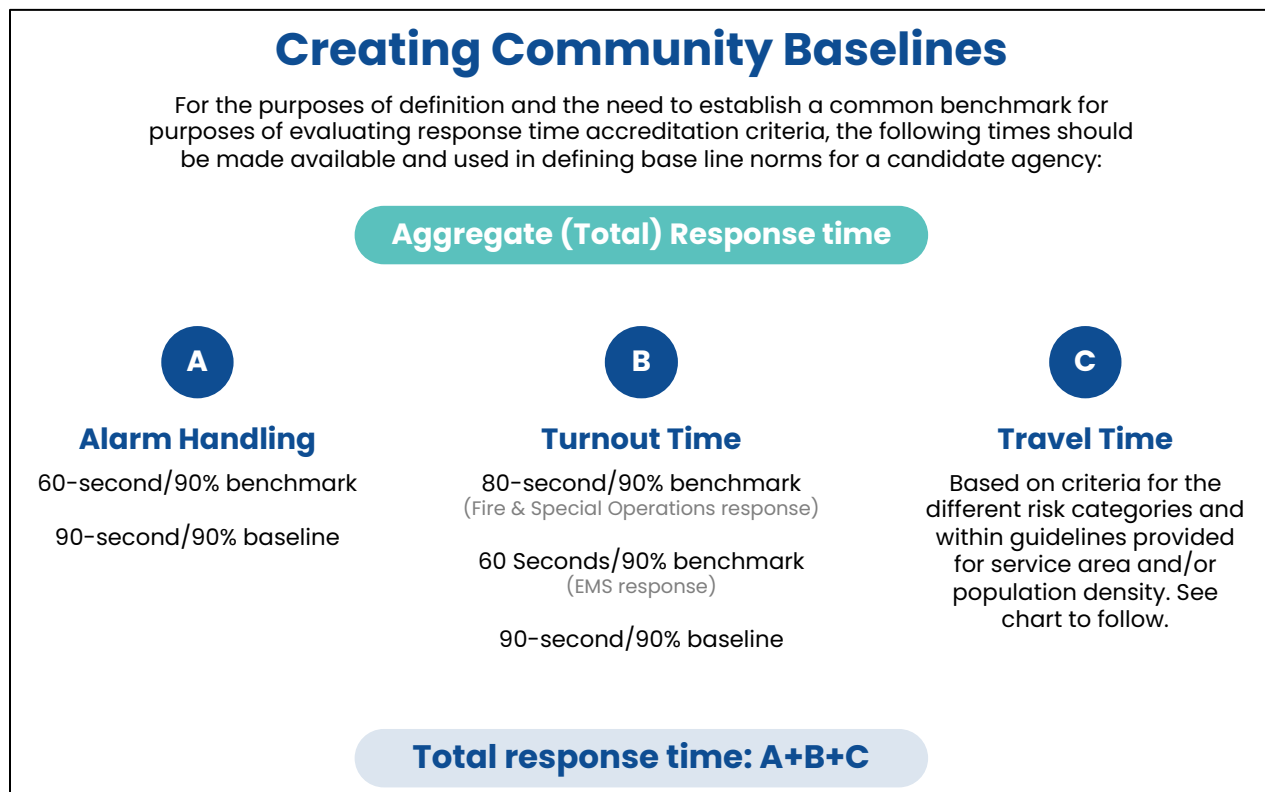 Creating Community Baselines
For the purposes of definition and the need to establish a common benchmark for
purposes of evaluating response time accreditation criteria, the following times should
be made available and used in defining base line norms for a candidate agency:
Aggregate (Total) Response time
A
Alarm Handling
60-second/90% benchmark
90-second/90% baseline
B
Turnout Time
80-second/90% benchmark
(Fire & Special Operations response)
60 Seconds/90% benchmark
(EMS response)
90-second/90% baseline
C
Travel Time
Based on criteria for the
different risk categories and
within guidelines provided
for service area and/or
population density. See
chart to follow.
Total response time: A+B+C